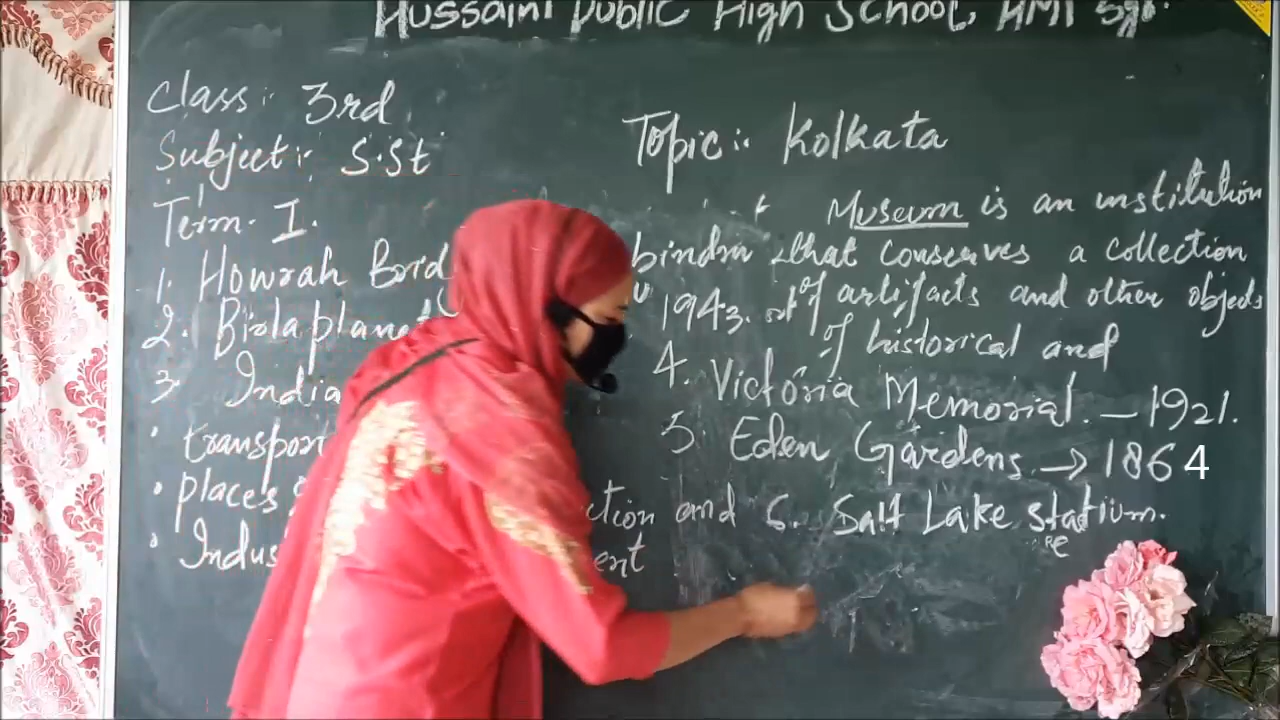 Hussaini Public High School, HMT Sgr.
Class:- 3rd
Subject:- S.St
Term- I.
1. Howrah Brid
2. Birla planet
3. India
• transport
• places
• Indus
ction and
ent
Topic:- Kolkata
Museum is an institution
bindra that conserves a collection
1943. of artifacts and other objects
of historical and
4. Victoria Memorial. – 1921.
5. Eden Gardens → 1864
6. Salt Lake statium.